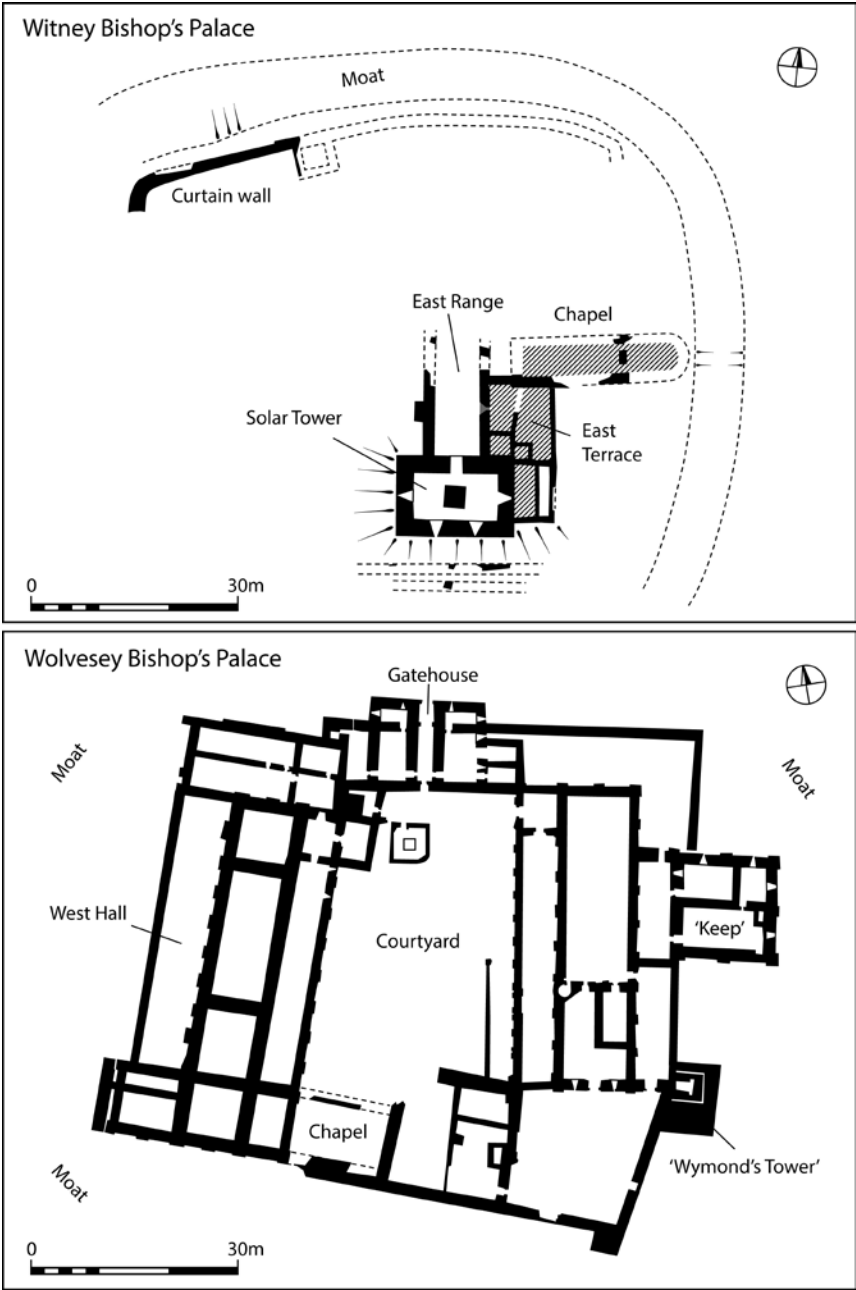 Witney Bishop's Palace
Moat
Curtain wall
East Range
Chapel
Solar Tower
East
Terrace
0 30m
Wolvesey Bishop's Palace
Gatehouse
Moat
Moat
West Hall
'Keep'
Courtyard
Chapel
'Wymond's Tower'
Moat
0 30m